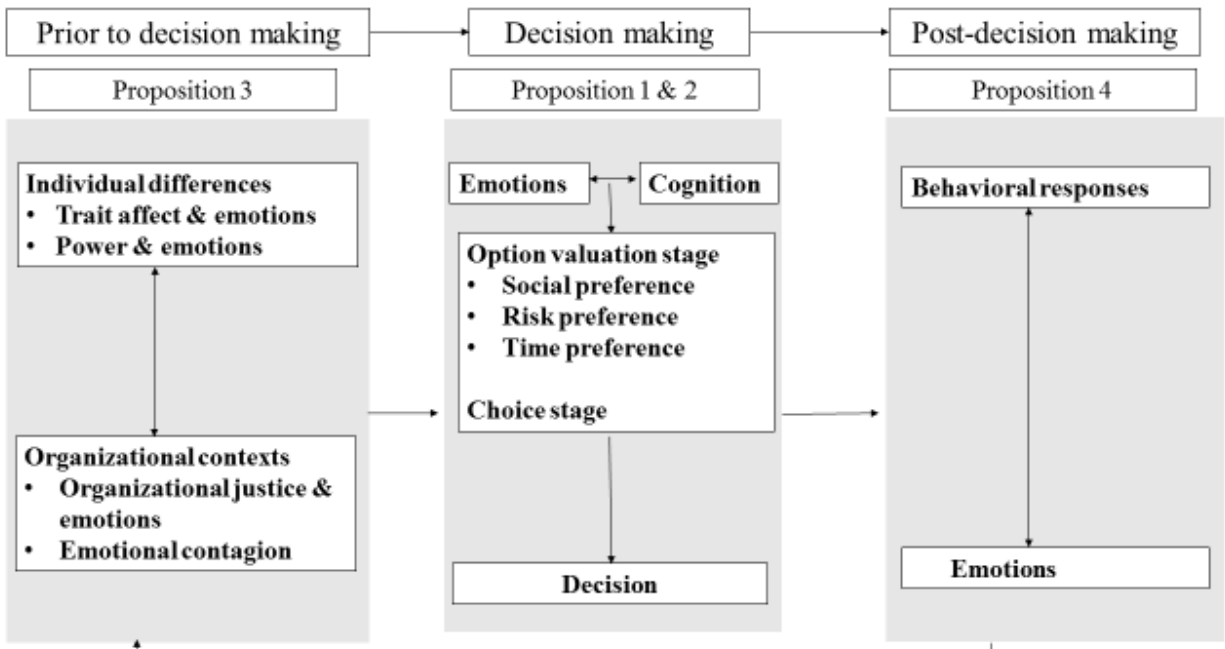 Prior to decision making
Decision making
Post-decision making
Proposition 3
Proposition 1 & 2
Proposition 4
Individual differences
• Trait affect & emotions
• Power & emotions
Organizational contexts
• Organizational justice &
emotions
• Emotional contagion
Emotions
Cognition
Option valuation stage
• Social preference
• Risk preference
• Time preference
Choice stage
Decision
Behavioral responses
Emotions